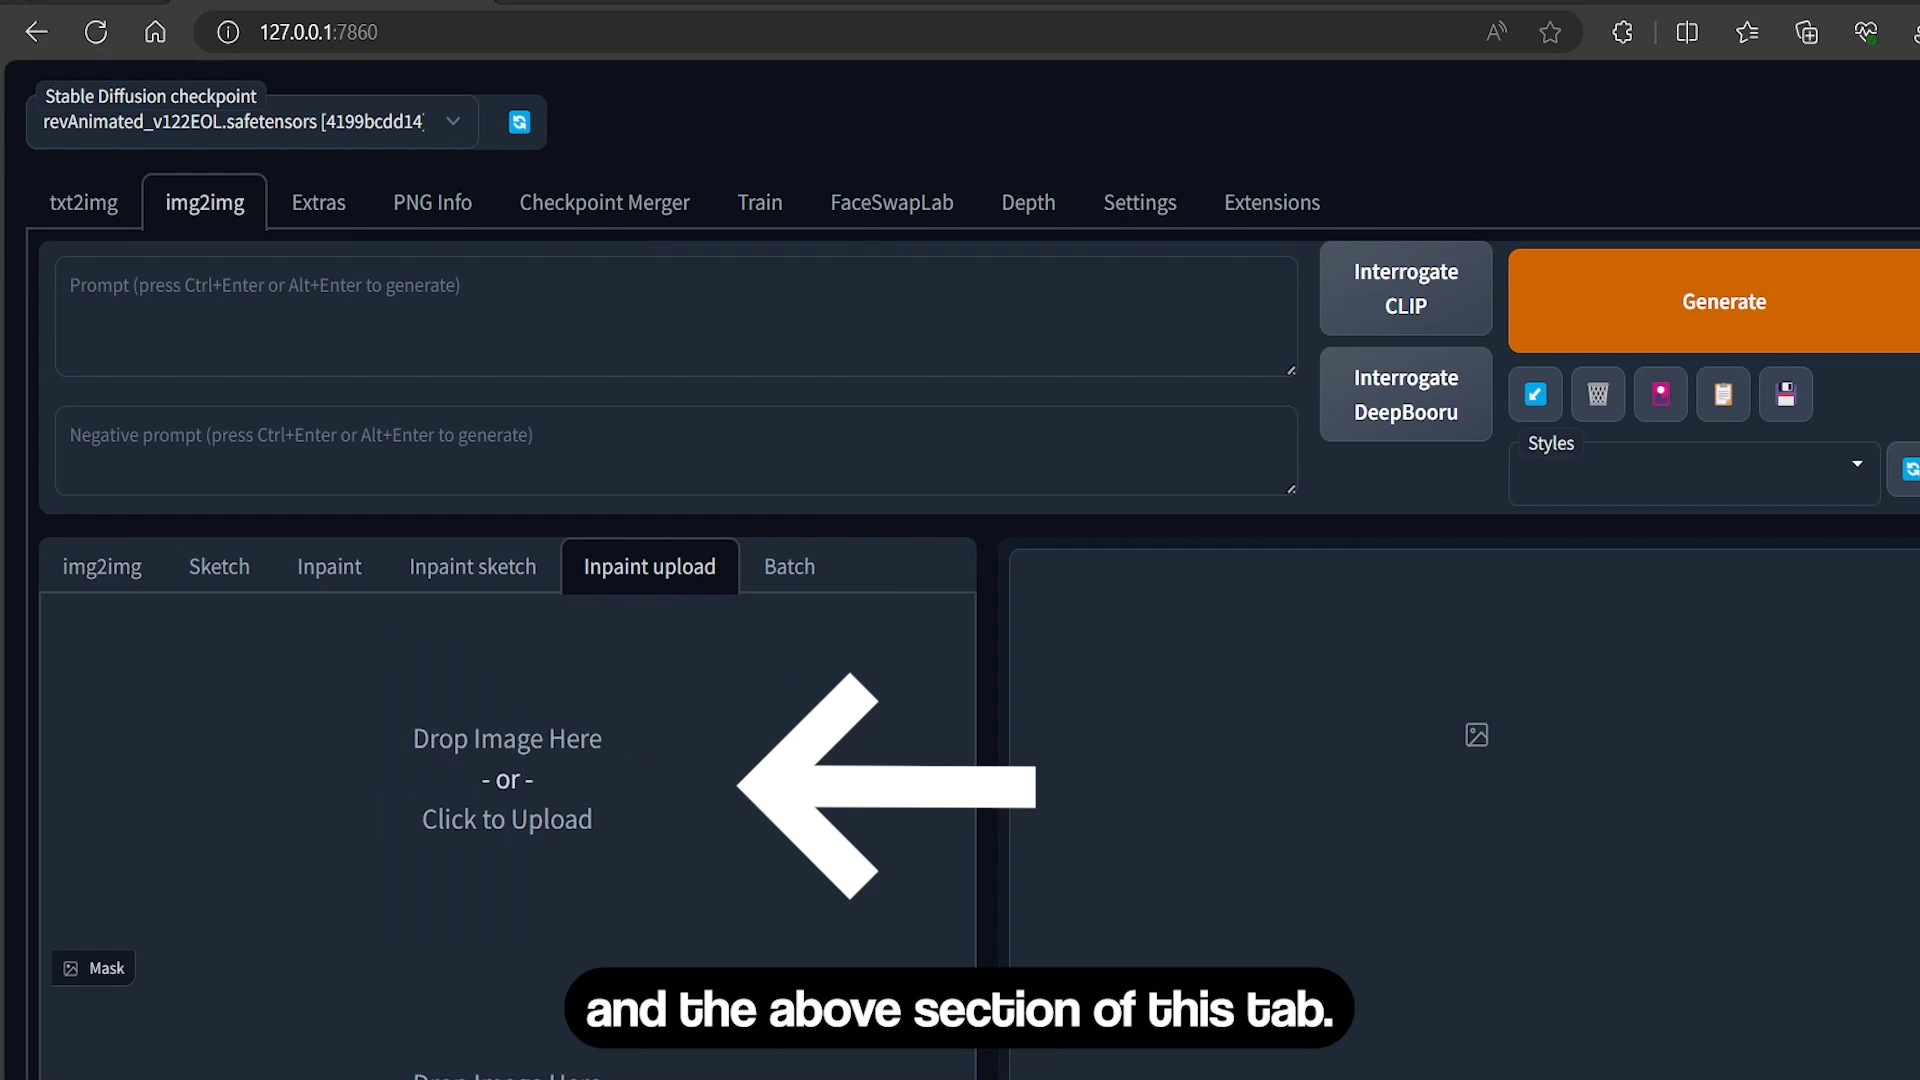 127.0.0.1:7860
Stable Diffusion checkpoint
revAnimated_v122EOL.safetensors [4199bcdd14]
txt2img img2img Extras PNG Info Checkpoint Merger Train FaceSwapLab Depth Settings Extensions
Prompt (press Ctrl+Enter or Alt+Enter to generate)
Interrogate
CLIP
Generate
Interrogate
DeepBooru
Negative prompt (press Ctrl+Enter or Alt+Enter to generate)
Styles
img2img Sketch Inpaint Inpaint sketch Inpaint upload Batch
Drop Image Here
- or -
Click to Upload
Mask
and the above section of this tab.
Drop Image Here